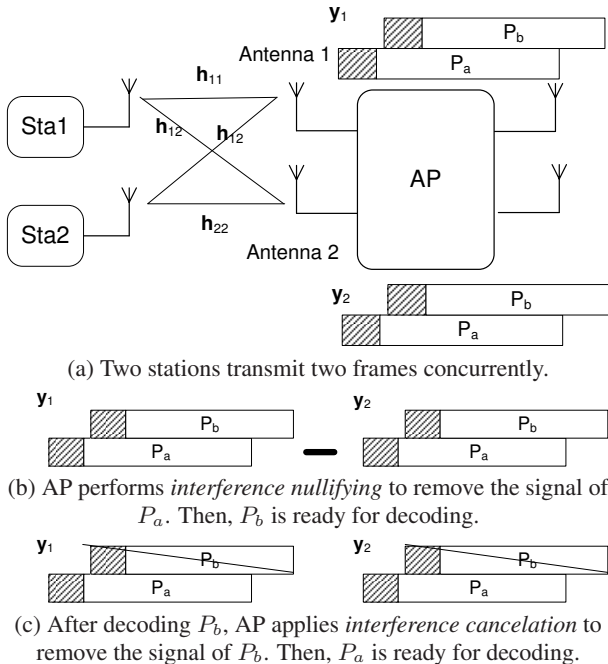 y1
Pb
Pa
Antenna 1
h11
Sta1
h12
h12
AP
Sta2
h22
Antenna 2
y2
Pb
Pa
(a) Two stations transmit two frames concurrently.
y1
y2
Pb
Pb
Pa
Pa
(b) AP performs interference nullifying to remove the signal of
Pa. Then, Pb is ready for decoding.
y1
y2
Pb
Pb
Pa
Pa
(c) After decoding Pb, AP applies interference cancelation to
remove the signal of Pb. Then, Pa is ready for decoding.